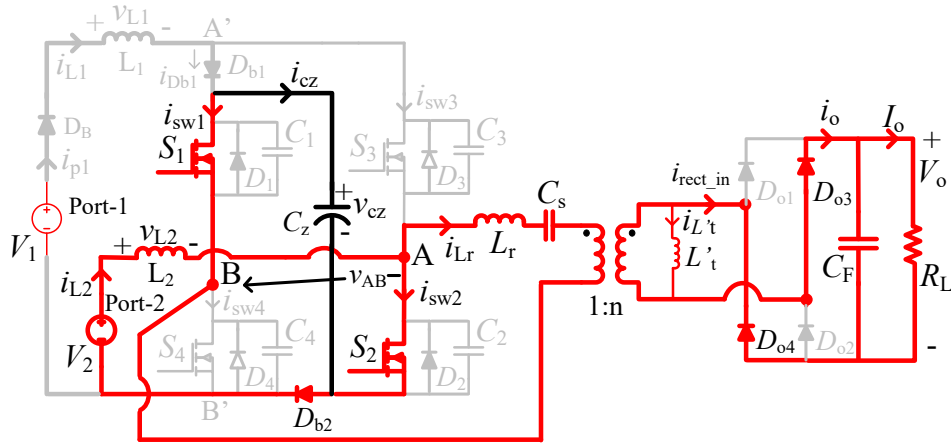 + vL1 -
A'
iL1
L1
iDb1
Db1
icz
isw1
isw3
DB
S1
C1
S3
C3
io
Io
+
ip1
D1
D3
Vo
Port-1
+
vcz
-
Cz
Cs
irect_in
Do1
Do3
V1
+ vL2 -
iL't
L2
A
iLr
Lr
L't
CF
B
vAB
-
iL2
isw4
isw2
1:n
RL
Port-2
V2
S4
C4
S2
C2
Do4
Do2
-
D4
D2
B'
Db2